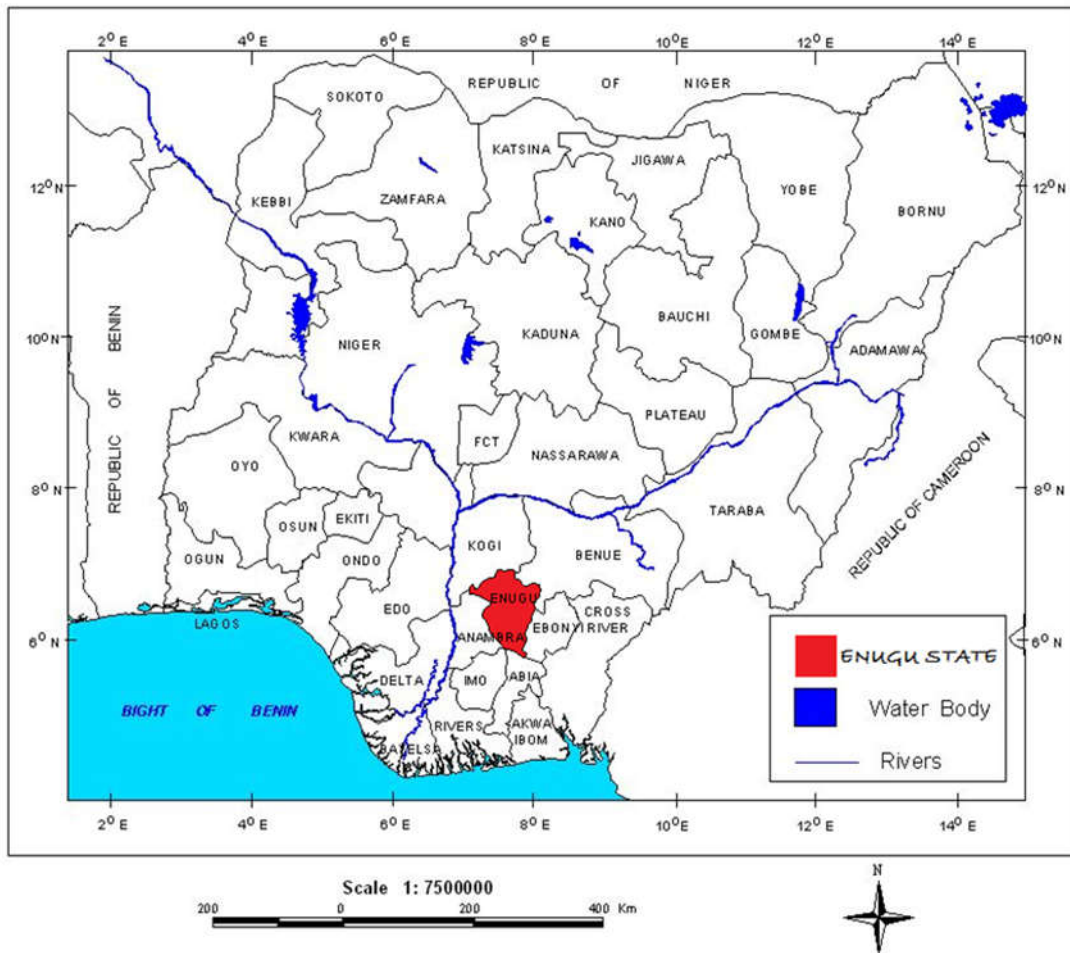 2° E 4° E 6° E 8° E 10° E 12° E 14° E
REPUBLIC OF NIGER
SOKOTO
KATSINA
JIGAWA
12° N
KEBBI
ZAMFARA
KANO
YOBE
BORNU
12° N
10° N
REPUBLIC OF BENIN
NIGER
KADUNA
BAUCHI
GOMBE
ADAMAWA
10° N
PLATEAU
KWARA
FCT
NASSARAWA
OYO
8° N
OSUN
EKITI
TARABA
8° N
REPUBLIC OF CAMEROON
OGUN
ONDO
KOGI
BENUE
EDO
ENUGU
CROSS
RIVER
LAGOS
6° N
ANAMBRA
EBONYI
6° N
DELTA
IMO
ABIA
BIGHT OF BENIN
RIVERS
AKWA
IBOM
BAYELSA
ENUGU STATE
Water Body
Rivers
2° E 4° E 6° E 8° E 10° E 12° E 14° E
Scale 1: 7500000
200 0 200 400 Km
N